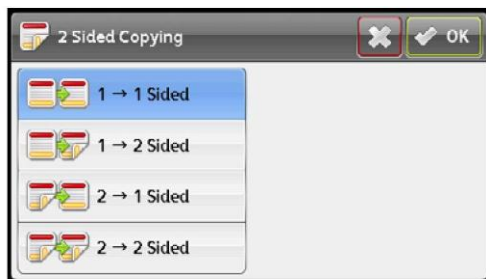 2 Sided Copying
OK
1 → 1 Sided
1 → 2 Sided
2 → 1 Sided
2 → 2 Sided